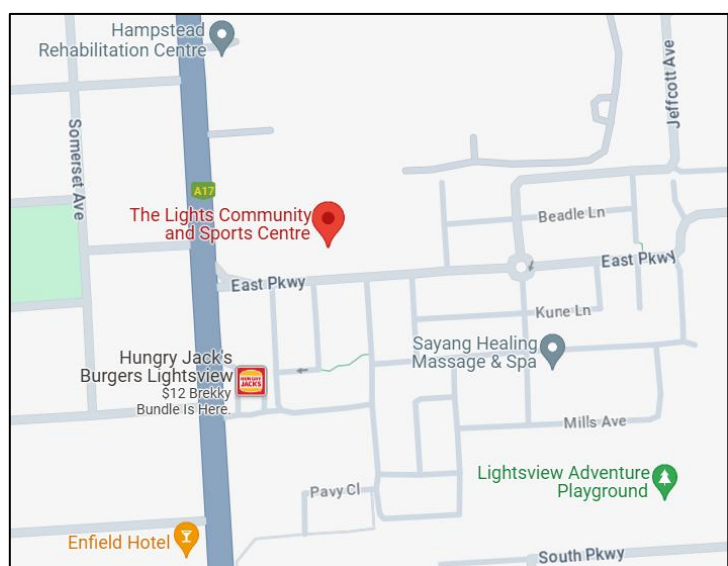 Hampstead
Rehabilitation Centre
Jeffcott Ave
Somerset Ave
A17
The Lights Community
and Sports Centre
Beadle Ln
East Pkwy
East Pkwy
Kune Ln
Sayang Healing
Massage & Spa
Hungry Jack's
Burgers Lightsview
$12 Brekky
Bundle Is Here.
HUNGRY
JACK'S
Mills Ave
Lightsview Adventure
Playground
Pavy Cl
Enfield Hotel
South Pkwy